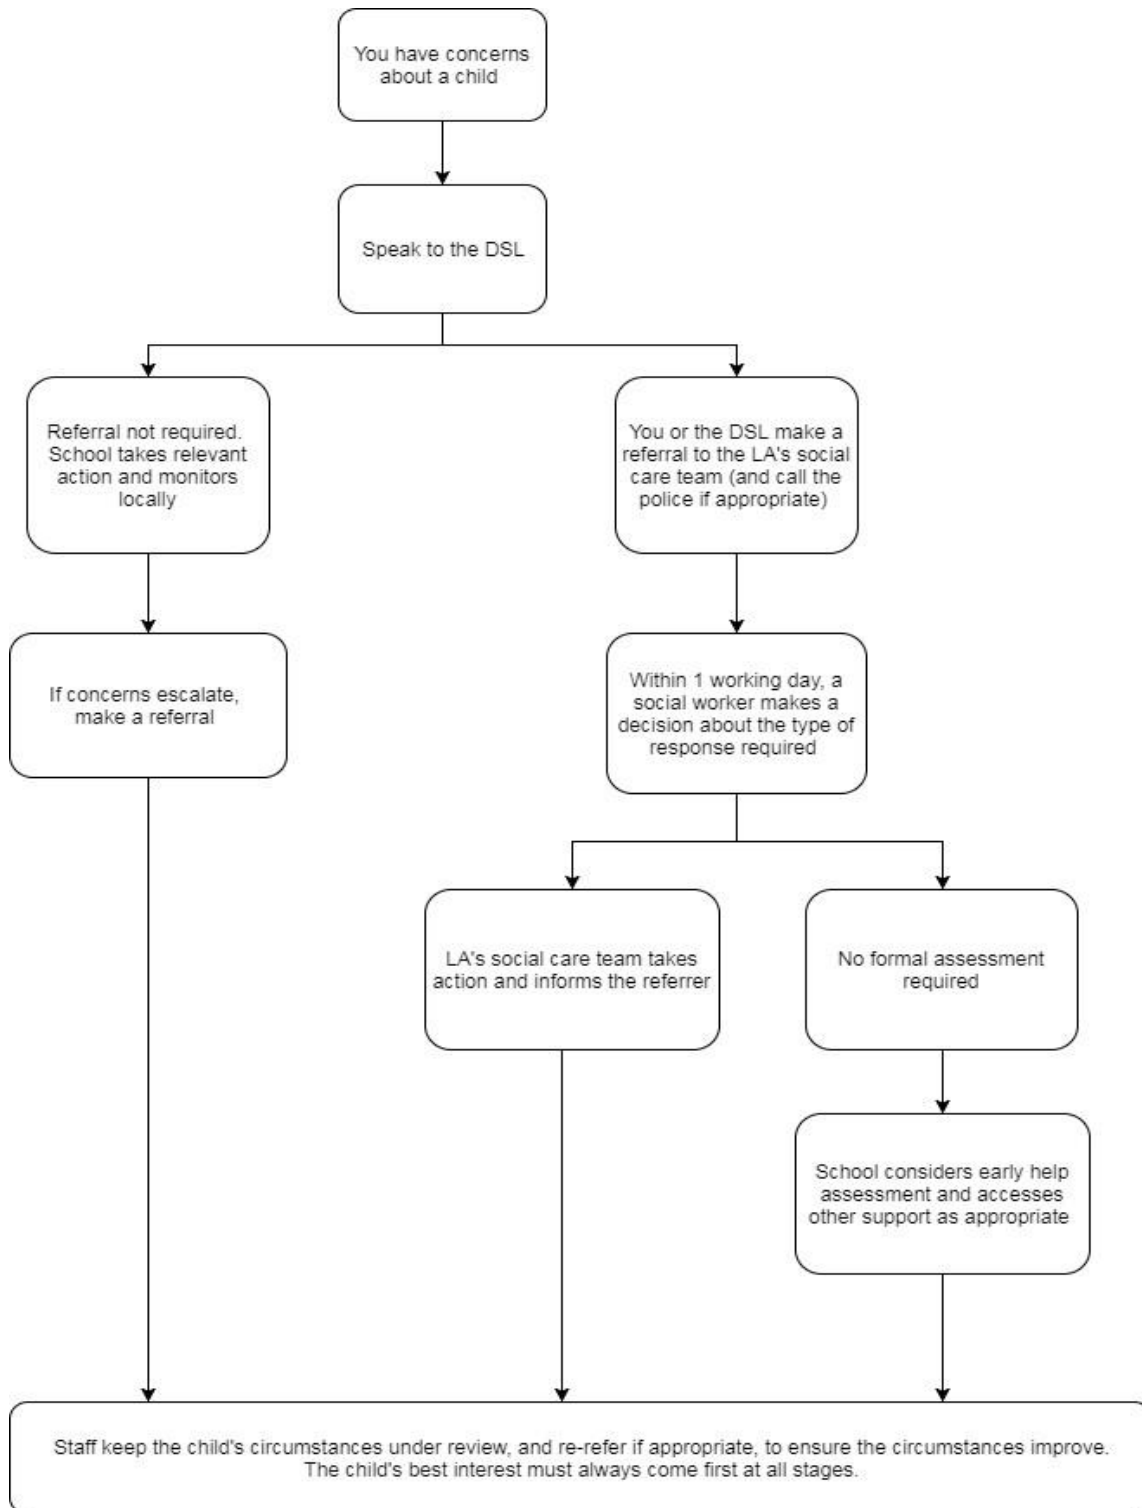 You have concerns
about a child
Speak to the DSL
Referral not required.
School takes relevant
action and monitors
locally
You or the DSL make a
referral to the LA's social
care team (and call the
police if appropriate)
If concerns escalate,
make a referral
Within 1 working day, a
social worker makes a
decision about the type of
response required
LA's social care team takes
action and informs the referrer
No formal assessment
required
School considers early help
assessment and accesses
other support as appropriate
Staff keep the child's circumstances under review, and re-refer if appropriate, to ensure the circumstances improve.
The child's best interest must always come first at all stages.